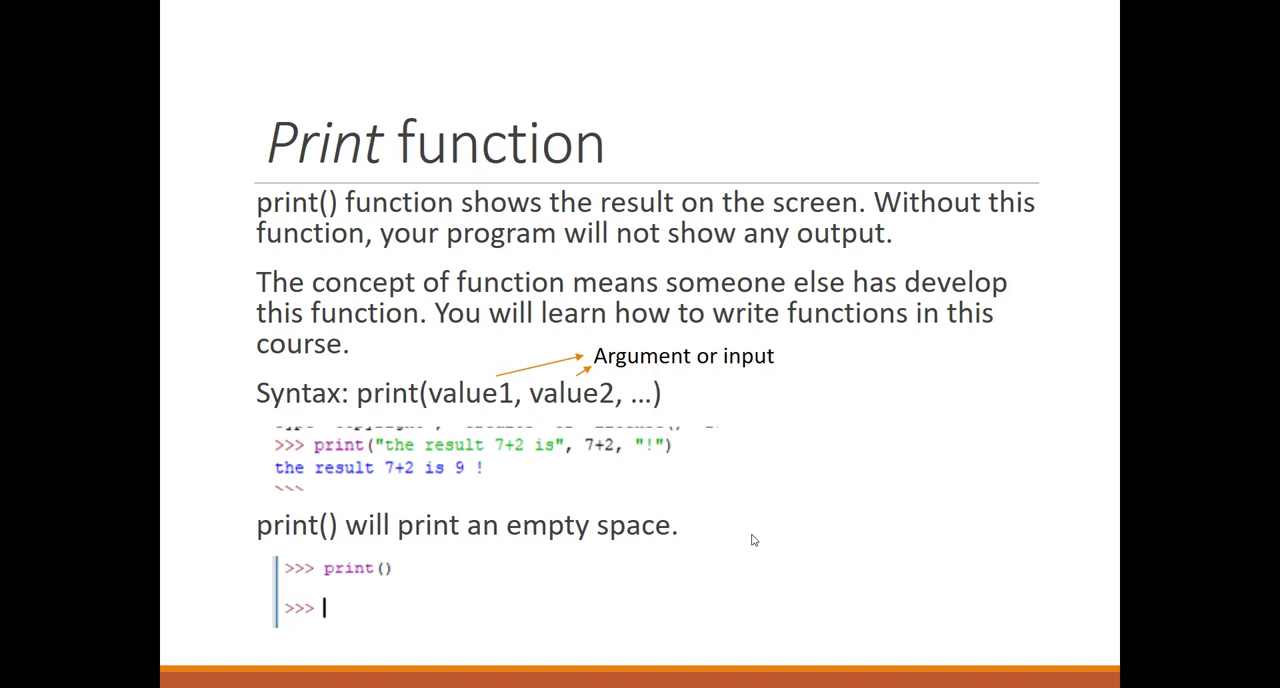 Print function
print() function shows the result on the screen. Without this
function, your program will not show any output.
The concept of function means someone else has develop
this function. You will learn how to write functions in this
course.
Argument or input
Syntax: print(value1, value2, ...)
>>> print("the result 7+2 is", 7+2, "!")
the result 7+2 is 9 !
print() will print an empty space.
>>> print()
>>>